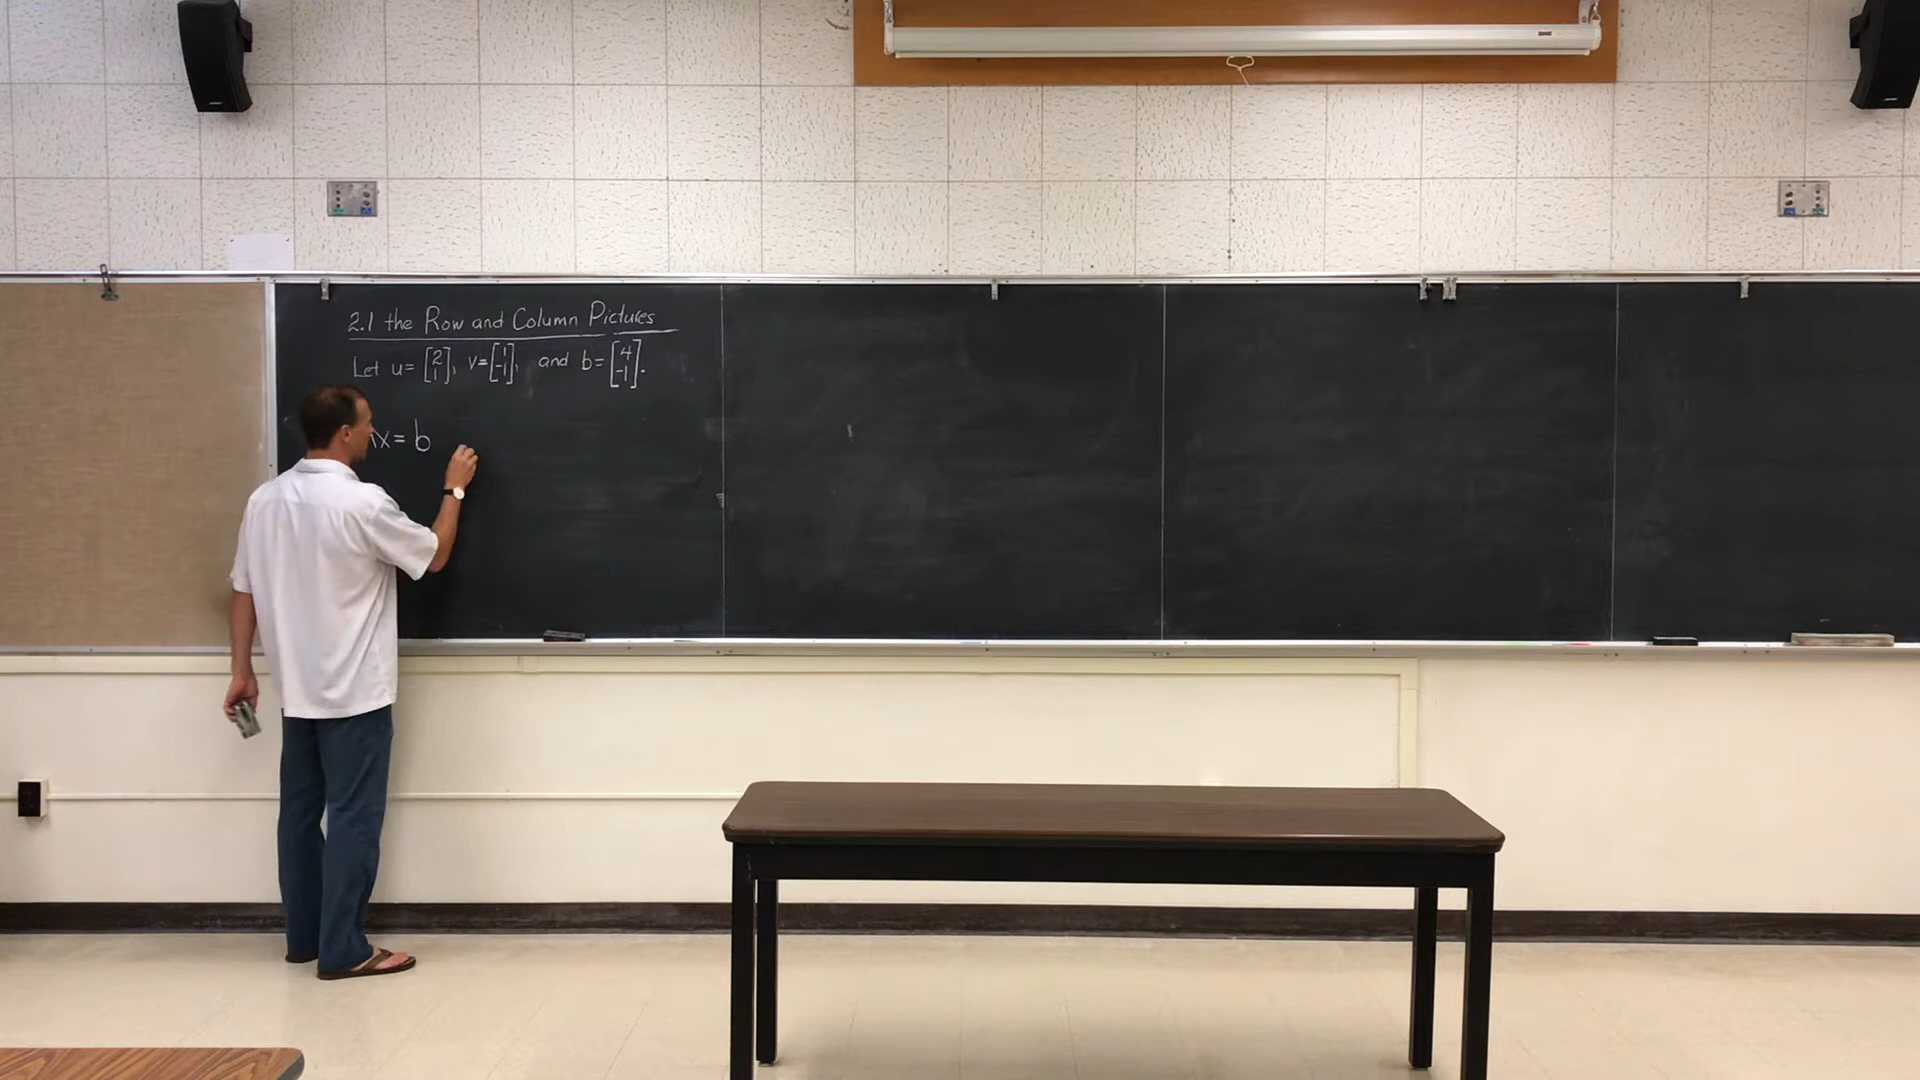 2.1 the Row and Column Pictures
Let u= [2 1], v= [1 -1], and b= [4 -1].
x = b